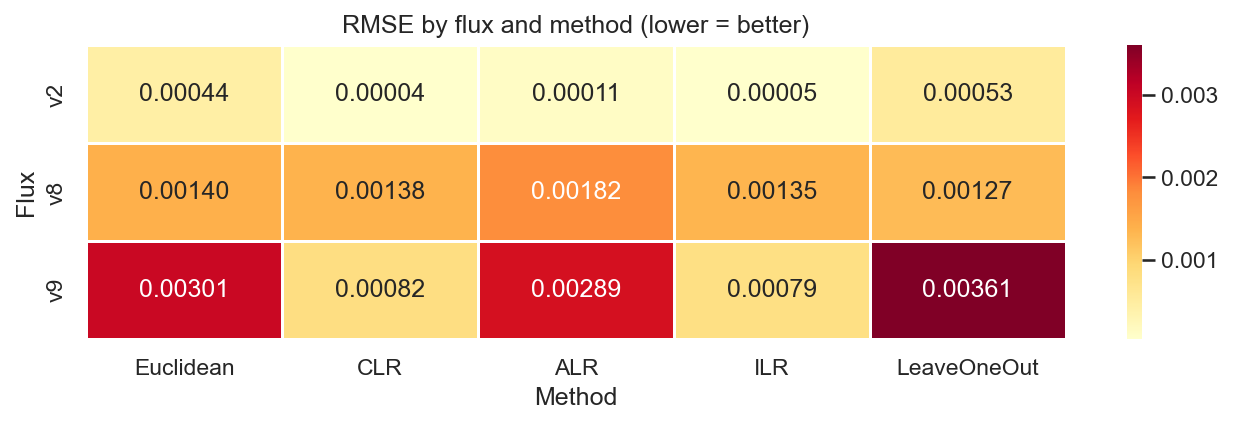 RMSE by flux and method (lower = better)
Flux
v2 0.00044 0.00004 0.00011 0.00005 0.00053
v8 0.00140 0.00138 0.00182 0.00135 0.00127
v9 0.00301 0.00082 0.00289 0.00079 0.00361
Euclidean CLR ALR ILR LeaveOneOut
Method
0.003
0.002
0.001